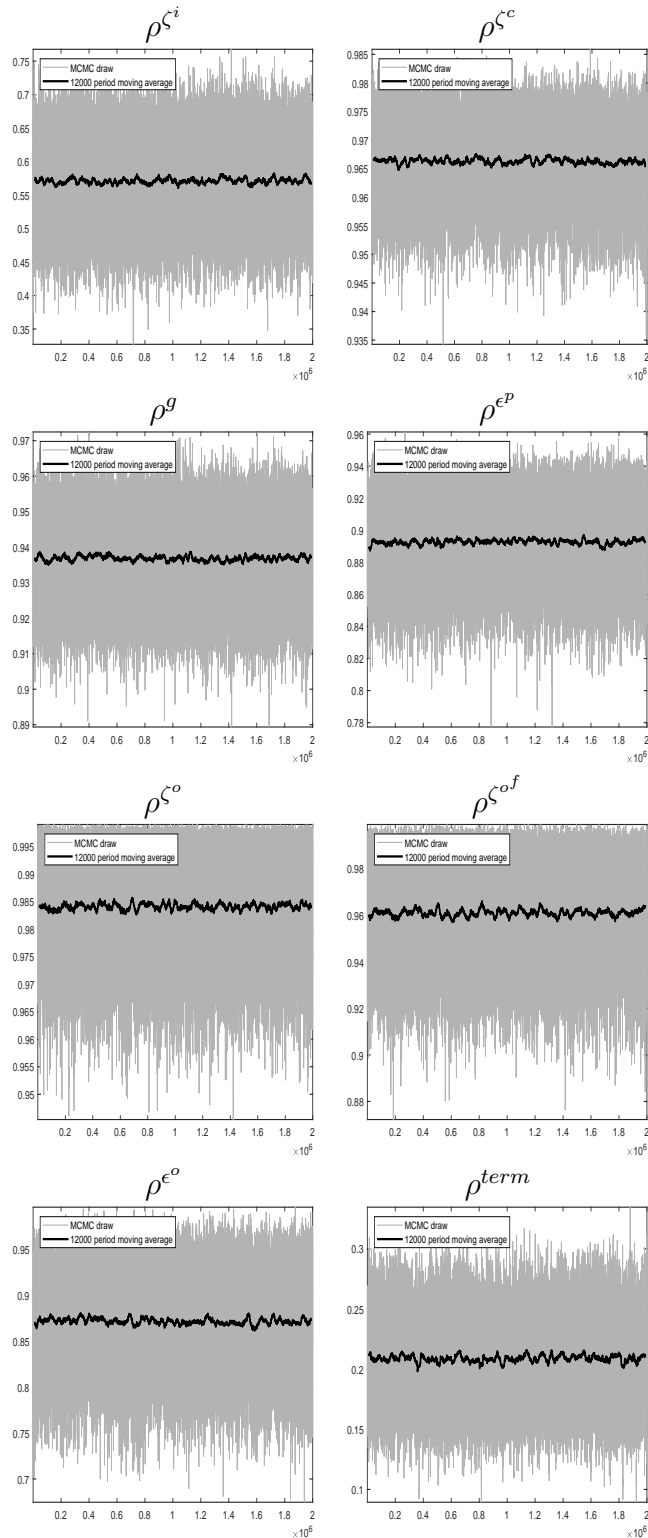 ρ^{ζ^i}
MCMC draw
12000 period moving average
0.75
0.7
0.65
0.6
0.55
0.5
0.45
0.4
0.35
0.2 0.4 0.6 0.8 1 1.2 1.4 1.6 1.8 2
×10^6
ρ^{ζ^c}
MCMC draw
12000 period moving average
0.985
0.98
0.975
0.97
0.965
0.96
0.955
0.95
0.945
0.94
0.935
0.2 0.4 0.6 0.8 1 1.2 1.4 1.6 1.8 2
×10^6
ρ^g
MCMC draw
12000 period moving average
0.97
0.96
0.95
0.94
0.93
0.92
0.91
0.9
0.89
0.2 0.4 0.6 0.8 1 1.2 1.4 1.6 1.8 2
×10^6
ρ^{ϵ^p}
MCMC draw
12000 period moving average
0.96
0.94
0.92
0.9
0.88
0.86
0.84
0.82
0.8
0.78
0.2 0.4 0.6 0.8 1 1.2 1.4 1.6 1.8 2
×10^6
ρ^{ζ^o}
MCMC draw
12000 period moving average
0.995
0.99
0.985
0.98
0.975
0.97
0.965
0.96
0.955
0.95
0.2 0.4 0.6 0.8 1 1.2 1.4 1.6 1.8 2
×10^6
ρ^{ζ^{o^f}}
MCMC draw
12000 period moving average
0.98
0.96
0.94
0.92
0.9
0.88
0.2 0.4 0.6 0.8 1 1.2 1.4 1.6 1.8 2
×10^6
ρ^{ϵ^o}
MCMC draw
12000 period moving average
0.95
0.9
0.85
0.8
0.75
0.7
0.2 0.4 0.6 0.8 1 1.2 1.4 1.6 1.8 2
×10^6
ρ^{term}
MCMC draw
12000 period moving average
0.3
0.25
0.2
0.15
0.1
0.2 0.4 0.6 0.8 1 1.2 1.4 1.6 1.8 2
×10^6